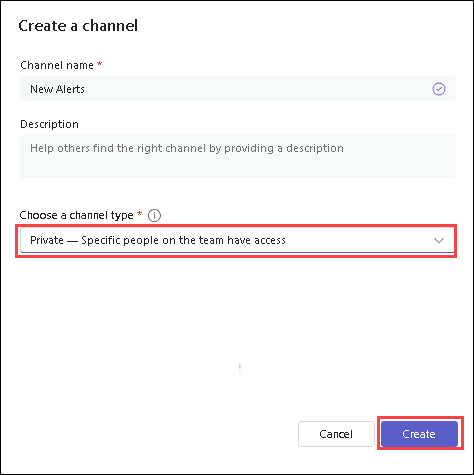 Create a channel
Channel name *
New Alerts
Description
Help others find the right channel by providing a description
Choose a channel type *
Private — Specific people on the team have access
Cancel
Create